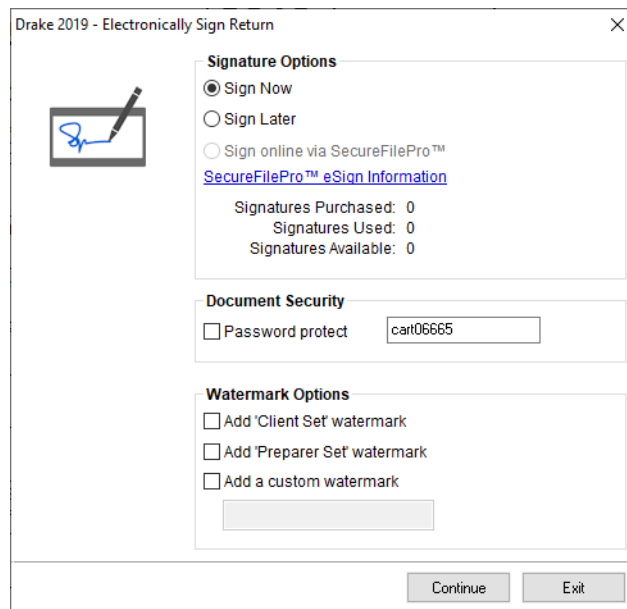 Drake 2019 - Electronically Sign Return
Signature Options
Sign Now
Sign Later
Sign online via SecureFilePro™
SecureFilePro™ eSign Information
Signatures Purchased: 0
Signatures Used: 0
Signatures Available: 0
Document Security
Password protect cart06665
Watermark Options
Add 'Client Set' watermark
Add 'Preparer Set' watermark
Add a custom watermark
Continue Exit